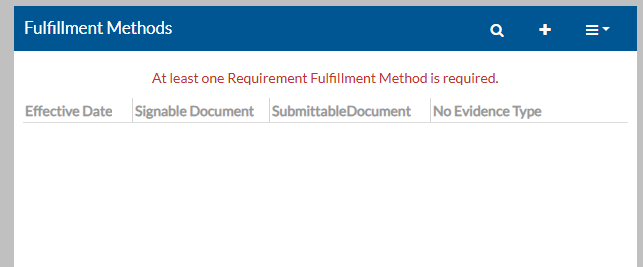 Fulfillment Methods
At least one Requirement Fulfillment Method is required.
Effective Date Signable Document SubmittableDocument No Evidence Type